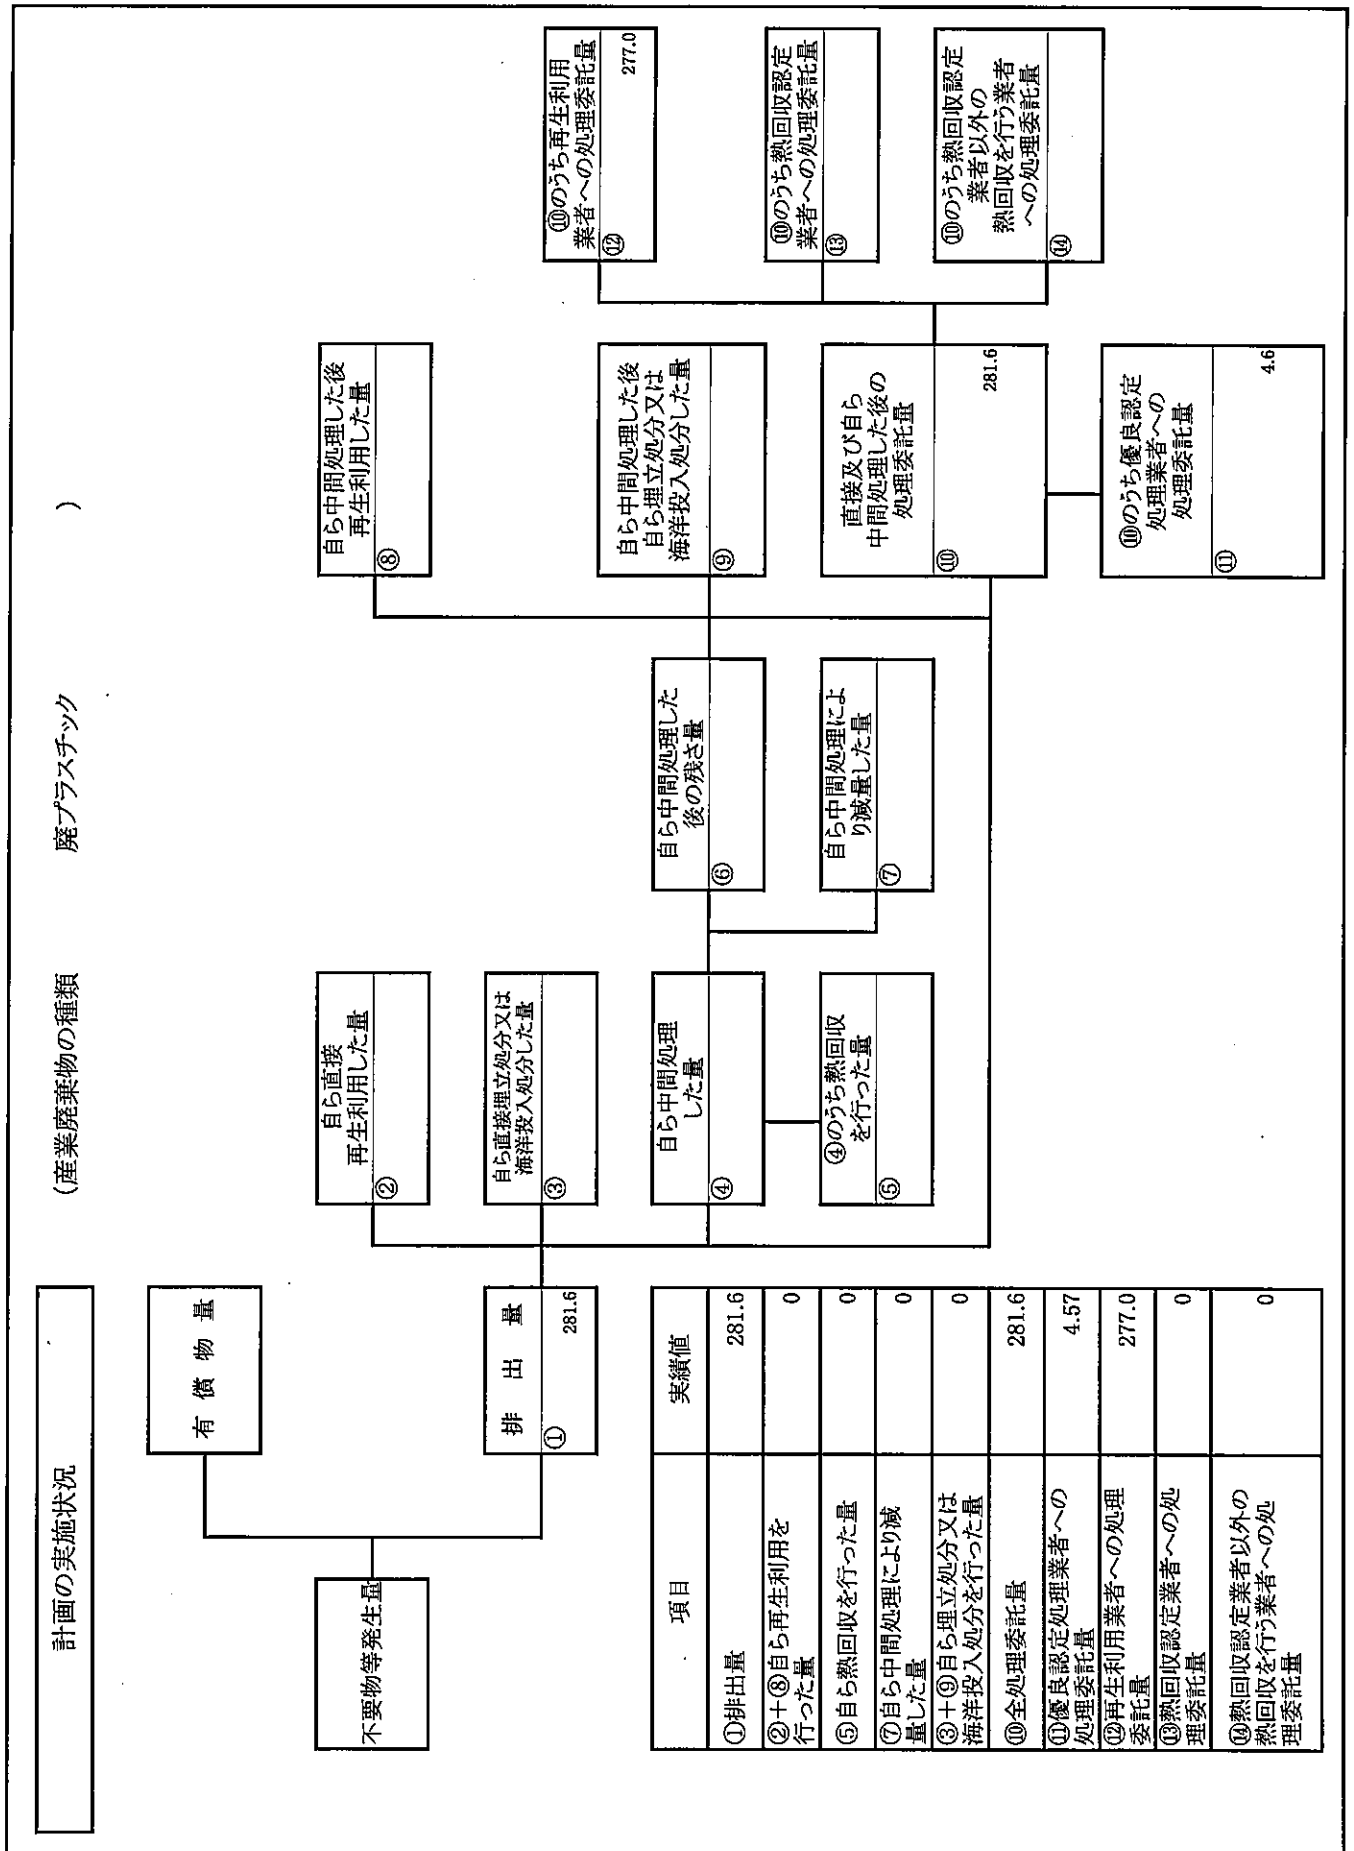 計画の実施状況
(産業廃棄物の種類 廃プラスチック )
不要物等発生量
有 償 物 量
排 出 量
① 281.6
自ら直接
再生利用した量
②
自ら直接埋立処分又は
海洋投入処分した量
③
自ら中間処理
した量
④
④のうち熱回収
を行った量
⑤
自ら中間処理した
後の残さ量
⑥
自ら中間処理によ
り減量した量
⑦
自ら中間処理した後
再生利用した量
⑧
自ら中間処理した後
自ら埋立処分又は
海洋投入処分した量
⑨
直接及び自ら
中間処理した後の
処理委託量
⑩ 281.6
⑩のうち優良認定
処理業者への
処理委託量
⑪ 4.6
⑩のうち再生利用
業者への処理委託量
⑫ 277.0
⑩のうち熱回収認定
業者への処理委託量
⑬
⑩のうち熱回収認定
業者以外の
熱回収を行う業者
への処理委託量
⑭
項目 実績値
①排出量 281.6
②+⑧自ら再生利用を
行った量 0
⑤自ら熱回収を行った量 0
⑦自ら中間処理により減
量した量 0
③+⑨自ら埋立処分又は
海洋投入処分を行った量 0
⑩全処理委託量 281.6
⑪優良認定処理業者への
処理委託量 4.57
⑫再生利用業者への処理
委託量 277.0
⑬熱回収認定業者への処
理委託量 0
⑭熱回収認定業者以外の
熱回収を行う業者への処
理委託量 0